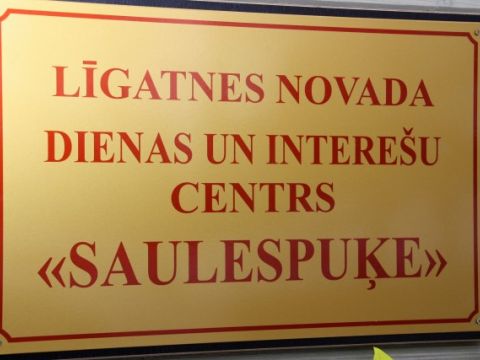 LĪGATNES NOVADA
DIENAS UN INTEREŠU
CENTRS
«SAULESPUĶE»